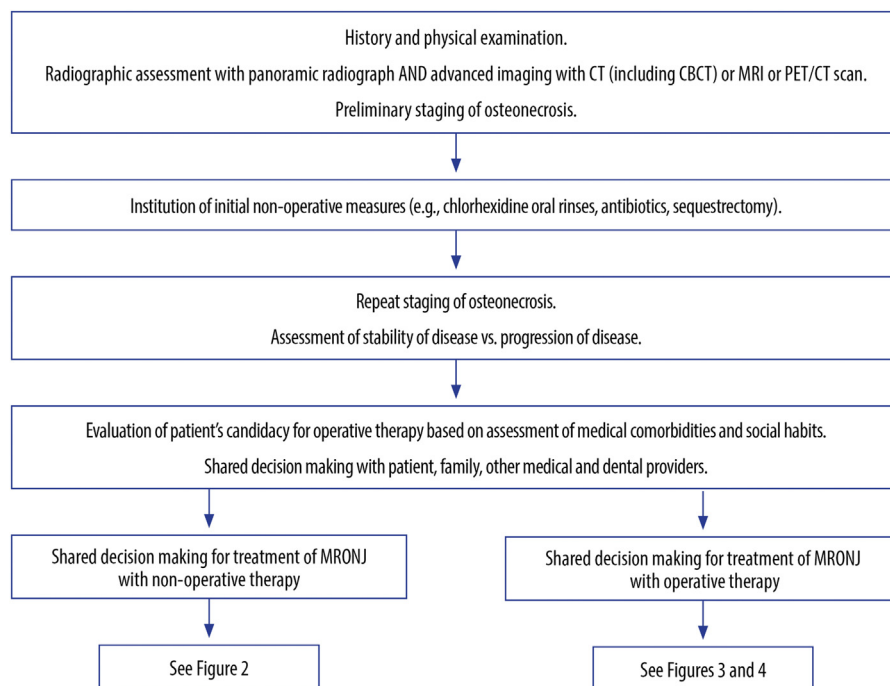 History and physical examination.
Radiographic assessment with panoramic radiograph AND advanced imaging with CT (including CBCT) or MRI or PET/CT scan.
Preliminary staging of osteonecrosis.
Institution of initial non-operative measures (e.g., chlorhexidine oral rinses, antibiotics, sequestrectomy).
Repeat staging of osteonecrosis.
Assessment of stability of disease vs. progression of disease.
Evaluation of patient's candidacy for operative therapy based on assessment of medical comorbidities and social habits.
Shared decision making with patient, family, other medical and dental providers.
Shared decision making for treatment of MRONJ
with non-operative therapy
Shared decision making for treatment of MRONJ
with operative therapy
See Figure 2
See Figures 3 and 4